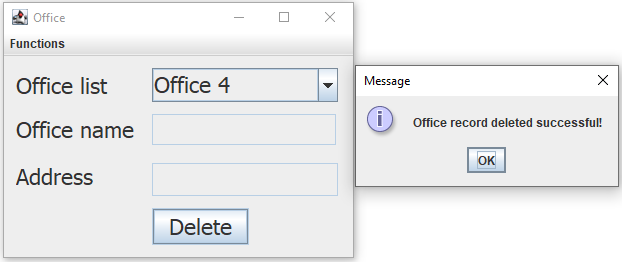 Office
Functions
Office list
Office 4
Office name
Address
Delete
Message
Office record deleted successful!
OK